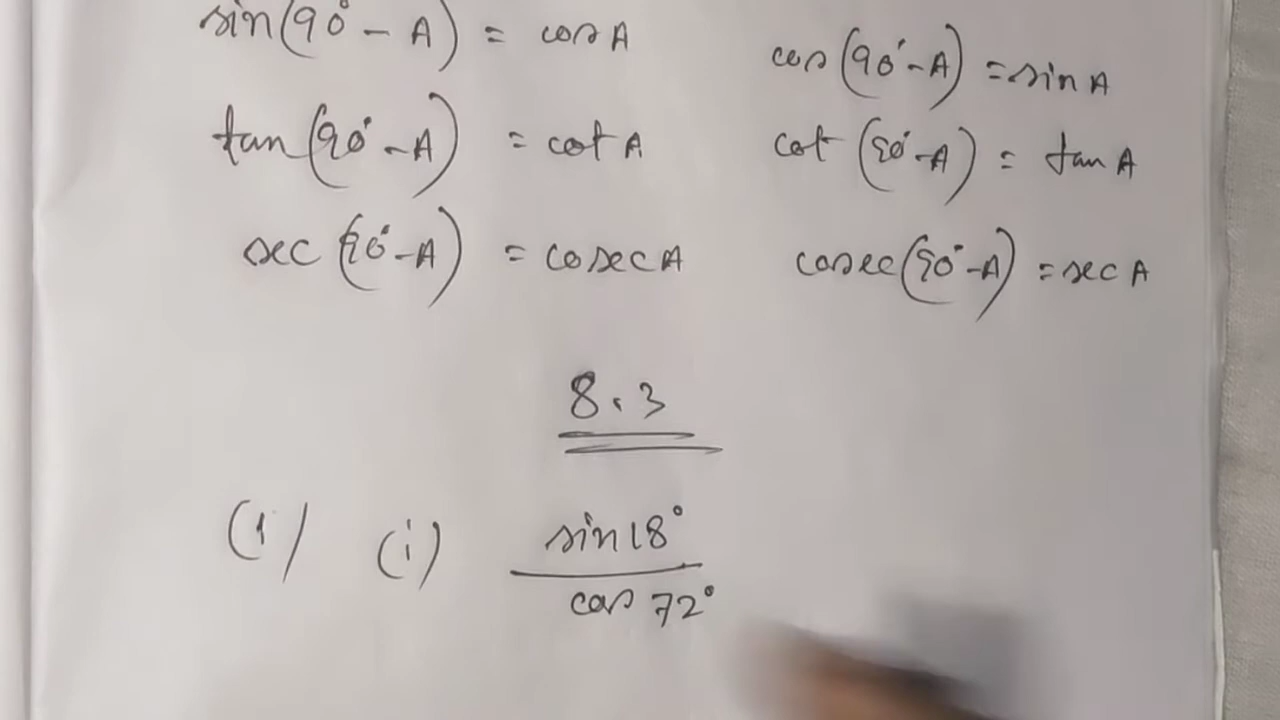 sin(90° - A) = cos A
cos(90° - A) = sin A
tan(90° - A) = cot A
cot(90° - A) = tan A
sec(90° - A) = cosec A
cosec(90° - A) = sec A
8.3
(1) (i) sin 18°
cos 72°